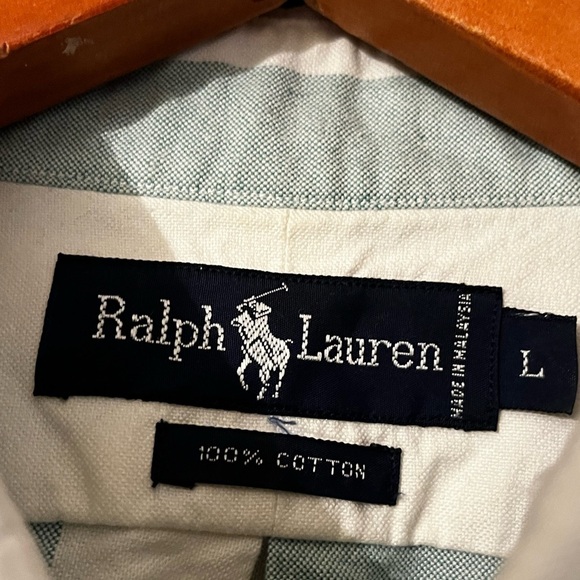 Ralph Lauren
MADE IN MALAYSIA
L
100% COTTON